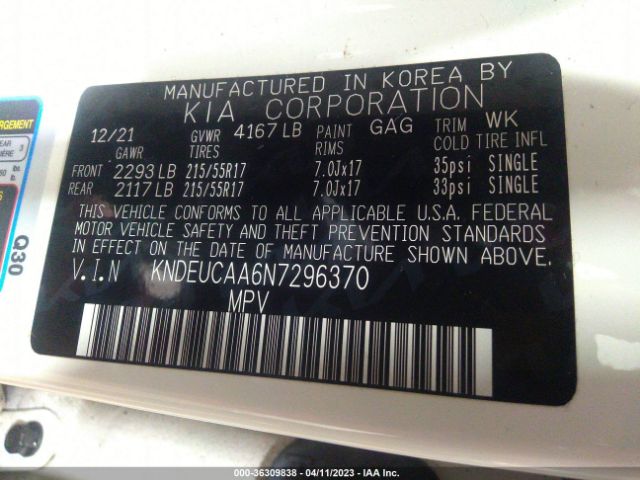 MANUFACTURED IN KOREA BY
KIA CORPORATION
12/21 GVWR 4167 LB PAINT GAG TRIM WK
GAWR TIRES RIMS COLD TIRE INFL
FRONT 2293 LB 215/55R17 7.0Jx17 35psi SINGLE
REAR 2117 LB 215/55R17 7.0Jx17 33psi SINGLE
THIS VEHICLE CONFORMS TO ALL APPLICABLE U.S.A. FEDERAL
MOTOR VEHICLE SAFETY AND THEFT PREVENTION STANDARDS
IN EFFECT ON THE DATE OF MANUFACTURE SHOWN ABOVE.
V.I.N KNDEUCAA6N7296370
MPV
Q30
000-36309838 - 04/11/2023 - IAAI.COM